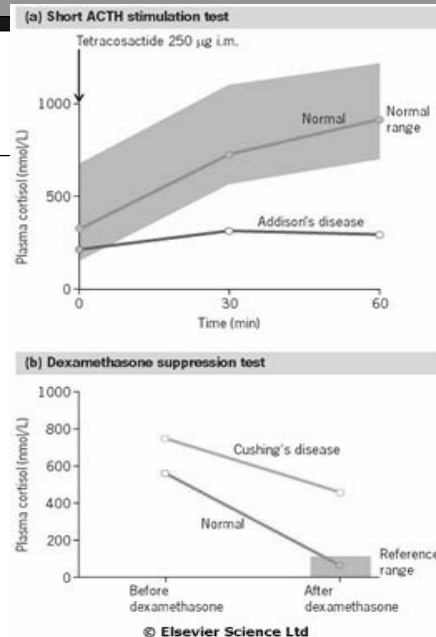 (a) Short ACTH stimulation test
Tetracosactide 250 μg i.m.
Plasma cortisol (nmol/L)
1000
500
0
Normal
Normal
range
Addison's disease
0
30
60
Time (min)
(b) Dexamethasone suppression test
Plasma cortisol (nmol/L)
1000
800
600
400
200
0
Cushing's disease
Normal
Reference
range
Before
dexamethasone
After
dexamethasone
© Elsevier Science Ltd